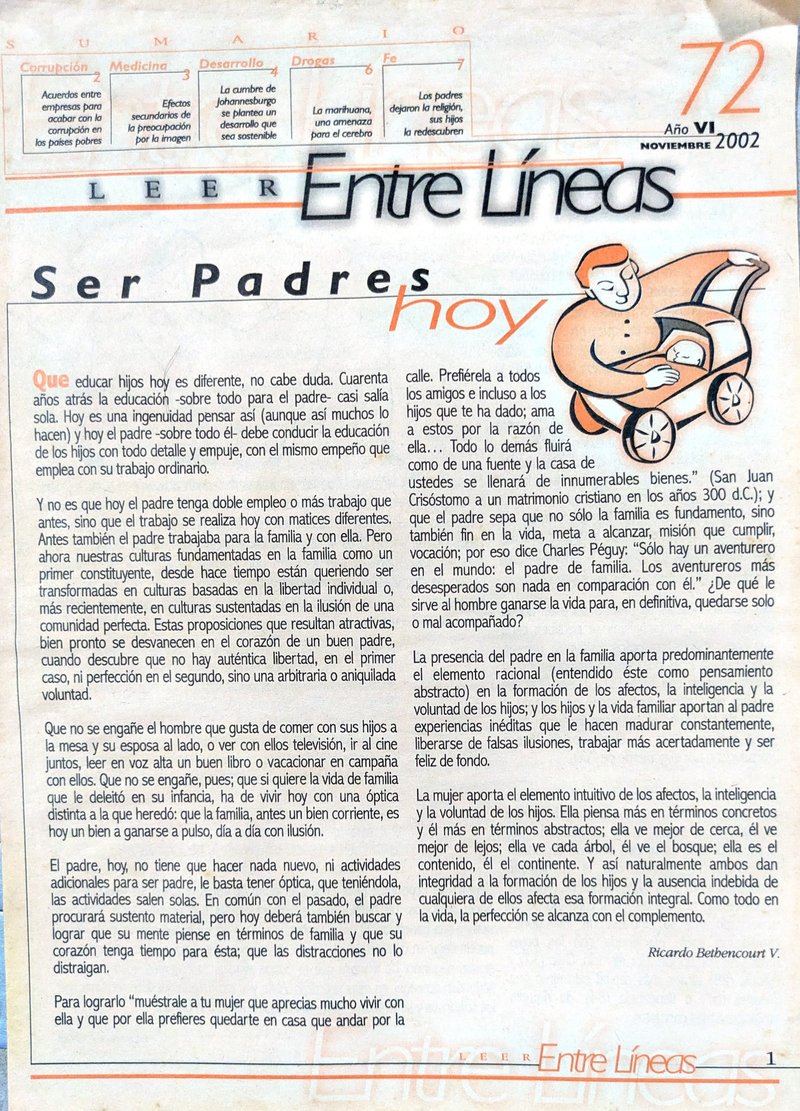 SUMARIO
Corrupción 2
Acuerdos entre
empresas para
acabar con la
corrupción en
los países pobres
Medicina 3
Efectos
secundarios de
la preocupación
por la imagen
Desarrollo 4
La cumbre de
Johannesburgo
se plantea un
desarrollo que
sea sostenible
Drogas 6
La marihuana,
una amenaza
para el cerebro
Fe 7
Los padres
dejaron la religión,
sus hijos
la redescubren
72
Año VI
NOVIEMBRE 2002
LEER Entre Líneas
Ser Padres
hoy
Que educar hijos hoy es diferente, no cabe duda. Cuarenta
años atrás la educación -sobre todo para el padre- casi salía
sola. Hoy es una ingenuidad pensar así (aunque así muchos lo
hacen) y hoy el padre -sobre todo él- debe conducir la educación
de los hijos con todo detalle y empuje, con el mismo empeño que
emplea con su trabajo ordinario.
Y no es que hoy el padre tenga doble empleo o más trabajo que
antes, sino que el trabajo se realiza hoy con matices diferentes.
Antes también el padre trabajaba para la familia y con ella. Pero
ahora nuestras culturas fundamentadas en la familia como un
primer constituyente, desde hace tiempo están queriendo ser
transformadas en culturas basadas en la libertad individual o,
más recientemente, en culturas sustentadas en la ilusión de una
comunidad perfecta. Estas proposiciones que resultan atractivas,
bien pronto se desvanecen en el corazón de un buen padre,
cuando descubre que no hay auténtica libertad, en el primer
caso, ni perfección en el segundo, sino una arbitraria o aniquilada
voluntad.
Que no se engañe el hombre que gusta de comer con sus hijos a
la mesa y su esposa al lado, o ver con ellos televisión, ir al cine
juntos, leer en voz alta un buen libro o vacacionar en campaña
con ellos. Que no se engañe, pues; que si quiere la vida de familia
que le deleitó en su infancia, ha de vivir hoy con una óptica
distinta a la que heredó: que la familia, antes un bien corriente, es
hoy un bien a ganarse a pulso, día a día con ilusión.
El padre, hoy, no tiene que hacer nada nuevo, ni actividades
adicionales para ser padre, le basta tener óptica, que teniéndola,
las actividades salen solas. En común con el pasado, el padre
procurará sustento material, pero hoy deberá también buscar y
lograr que su mente piense en términos de familia y que su
corazón tenga tiempo para ésta; que las distracciones no lo
distraigan.
Para lograrlo “muéstrale a tu mujer que aprecias mucho vivir con
ella y que por ella prefieres quedarte en casa que andar por la
calle. Prefiérela a todos
los amigos e incluso a los
hijos que te ha dado; ama
a estos por la razón de
ella… Todo lo demás fluirá
como de una fuente y la casa de
ustedes se llenará de innumerables bienes.” (San Juan
Crisóstomo a un matrimonio cristiano en los años 300 d.C.); y
que el padre sepa que no sólo la familia es fundamento, sino
también fin en la vida, meta a alcanzar, misión que cumplir,
vocación; por eso dice Charles Péguy: “Sólo hay un aventurero
en el mundo: el padre de familia. Los aventureros más
desesperados son nada en comparación con él.” ¿De qué le
sirve al hombre ganarse la vida para, en definitiva, quedarse solo
o mal acompañado?
La presencia del padre en la familia aporta predominantemente
el elemento racional (entendido éste como pensamiento
abstracto) en la formación de los afectos, la inteligencia y la
voluntad de los hijos; y los hijos y la vida familiar aportan al padre
experiencias inéditas que le hacen madurar constantemente,
liberarse de falsas ilusiones, trabajar más acertadamente y ser
feliz de fondo.
La mujer aporta el elemento intuitivo de los afectos, la inteligencia
y la voluntad de los hijos. Ella piensa más en términos concretos
y él más en términos abstractos; ella ve mejor de cerca, él ve
mejor de lejos; ella ve cada árbol, él ve el bosque; ella es el
contenido, él el continente. Y así naturalmente ambos dan
integridad a la formación de los hijos y la ausencia indebida de
cualquiera de ellos afecta esa formación integral. Como todo en
la vida, la perfección se alcanza con el complemento.
Ricardo Bethencourt V.
LEER Entre Líneas 1
Entre Líneas